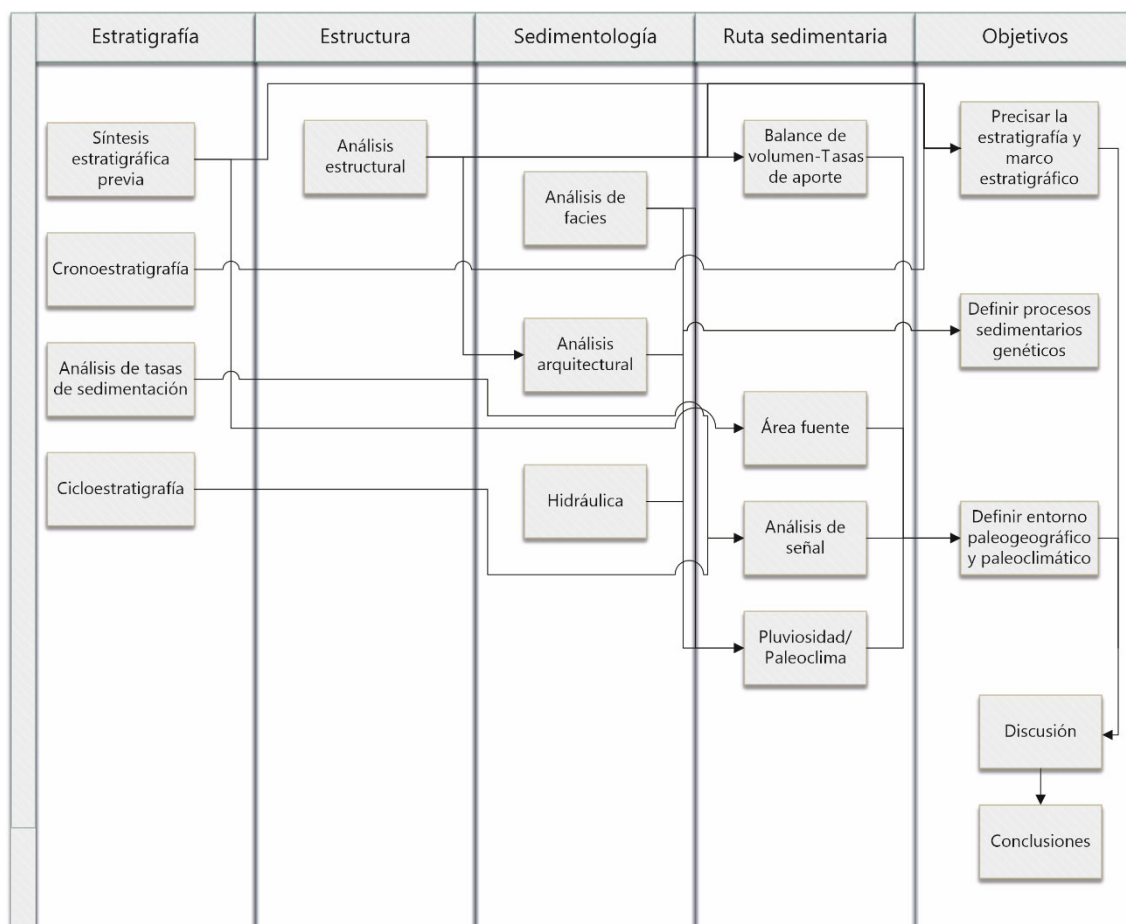 Estratigrafía
Estructura
Sedimentología
Ruta sedimentaria
Objetivos
Síntesis
estratigráfica
previa
Cronoestratigrafía
Análisis de tasas
de sedimentación
Cicloestratigrafía
Análisis
estructural
Análisis de
facies
Análisis
arquitectural
Hidráulica
Balance de
volumen-Tasas
de aporte
Área fuente
Análisis de
señal
Pluviosidad/
Paleoclima
Precisar la
estratigrafía y
marco
estratigráfico
Definir procesos
sedimentarios
genéticos
Definir entorno
paleogeográfico
y paleoclimático
Discusión
Conclusiones